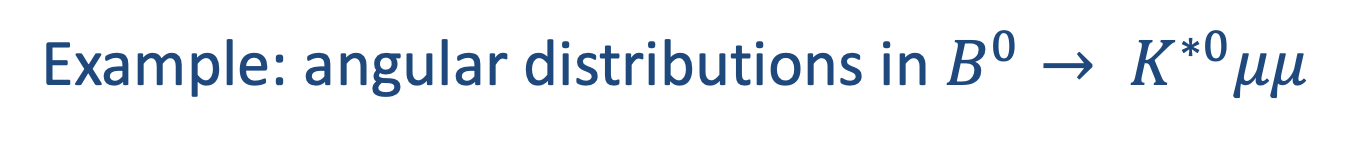 Example: angular distributions in B⁰ → K*⁰μμ